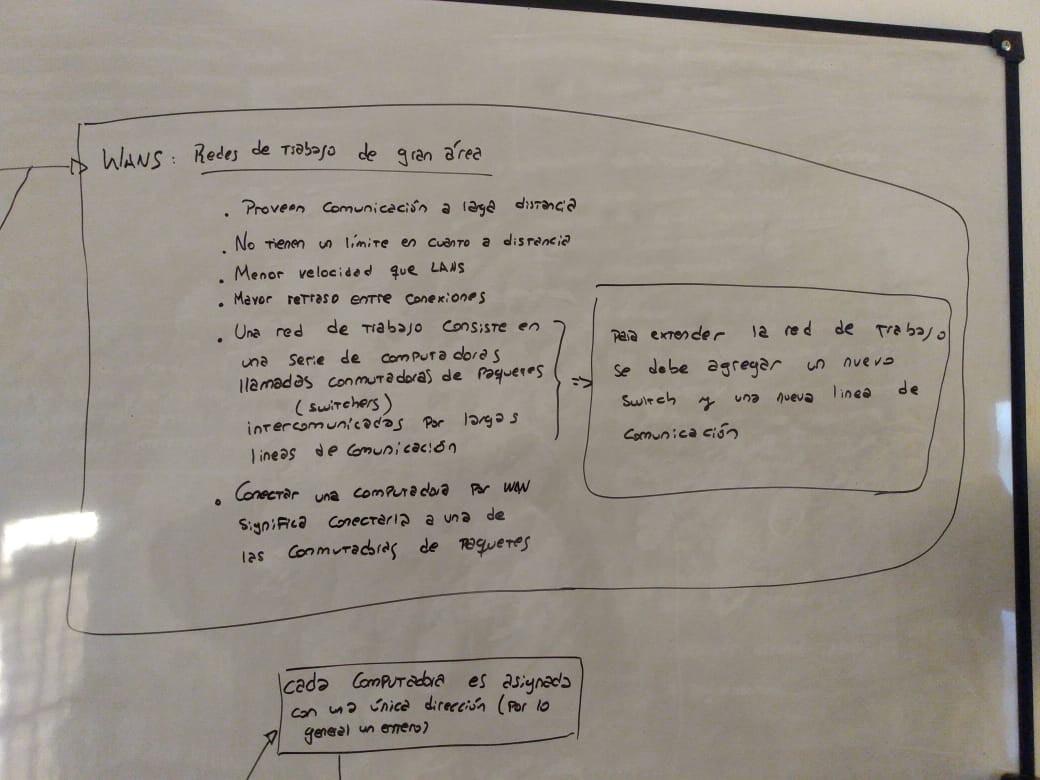 WANS: Redes de trabajo de gran área
. Proveen comunicación a laga distancia
. No tienen un límite en cuanto a distancia
. Menor velocidad que LANS
. Mayor retraso entre conexiones
. Una red de trabajo consiste en
una serie de computadoras
llamadas conmutadoras de paquetes
(switchers)
intercomunicadas por largas
lineas de comunicación
. Conectar una computadora por WAN
significa conectarla a una de
las conmutadoras de paquetes
=>
Para extender la red de trabajo
se debe agregar un nuevo
switch y una nueva linea de
comunicación
cada computadora es asignada
con una única dirección (por lo
general un entero)